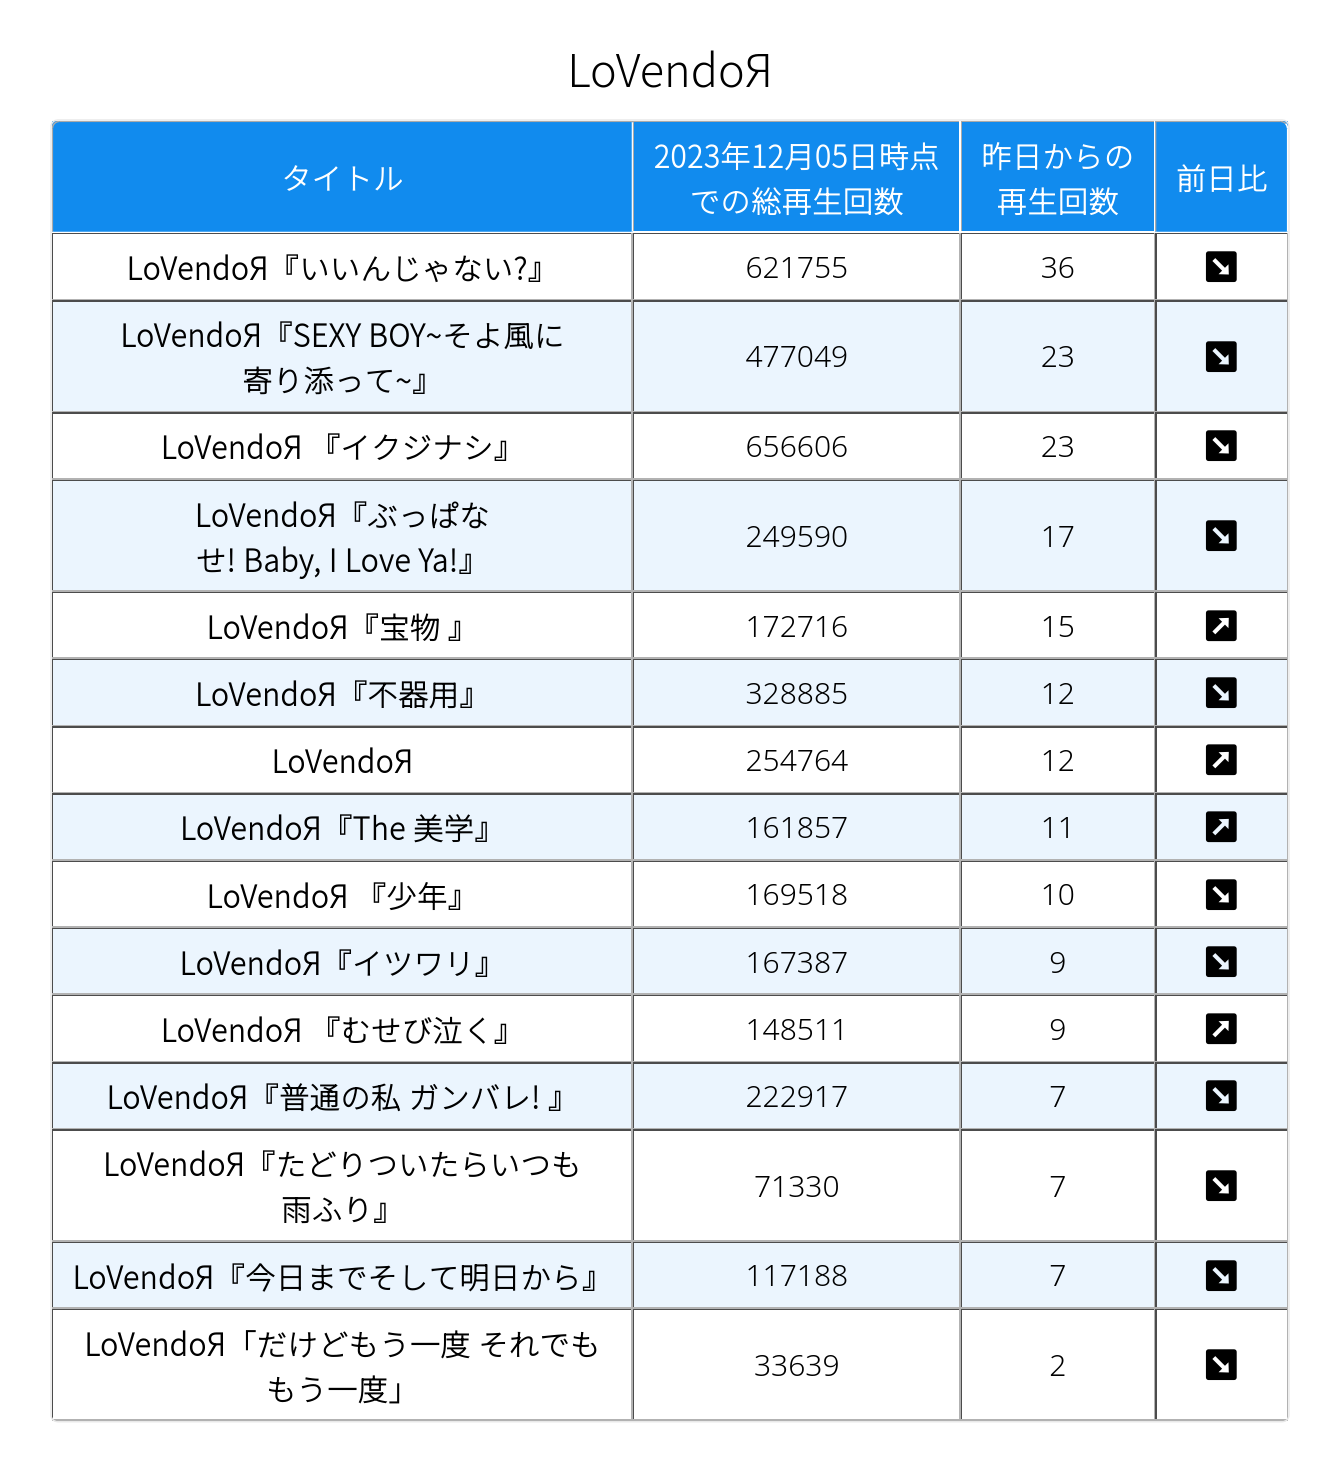 LoVendoЯ
タイトル
2023年12月05日時点
での総再生回数
昨日からの
再生回数
前日比
LoVendoЯ『いいんじゃない?』
621755
36
LoVendoЯ『SEXY BOY~そよ風に
寄り添って~』
477049
23
LoVendoЯ 『イクジナシ』
656606
23
LoVendoЯ『ぶっぱな
せ! Baby, I Love Ya!』
249590
17
LoVendoЯ『宝物 』
172716
15
LoVendoЯ『不器用』
328885
12
LoVendoЯ
254764
12
LoVendoЯ『The 美学』
161857
11
LoVendoЯ 『少年』
169518
10
LoVendoЯ『イツワリ』
167387
9
LoVendoЯ 『むせび泣く』
148511
9
LoVendoЯ『普通の私 ガンバレ! 』
222917
7
LoVendoЯ『たどりついたらいつも
雨ふり』
71330
7
LoVendoЯ『今日までそして明日から』
117188
7
LoVendoЯ「だけどもう一度 それでも
もう一度」
33639
2